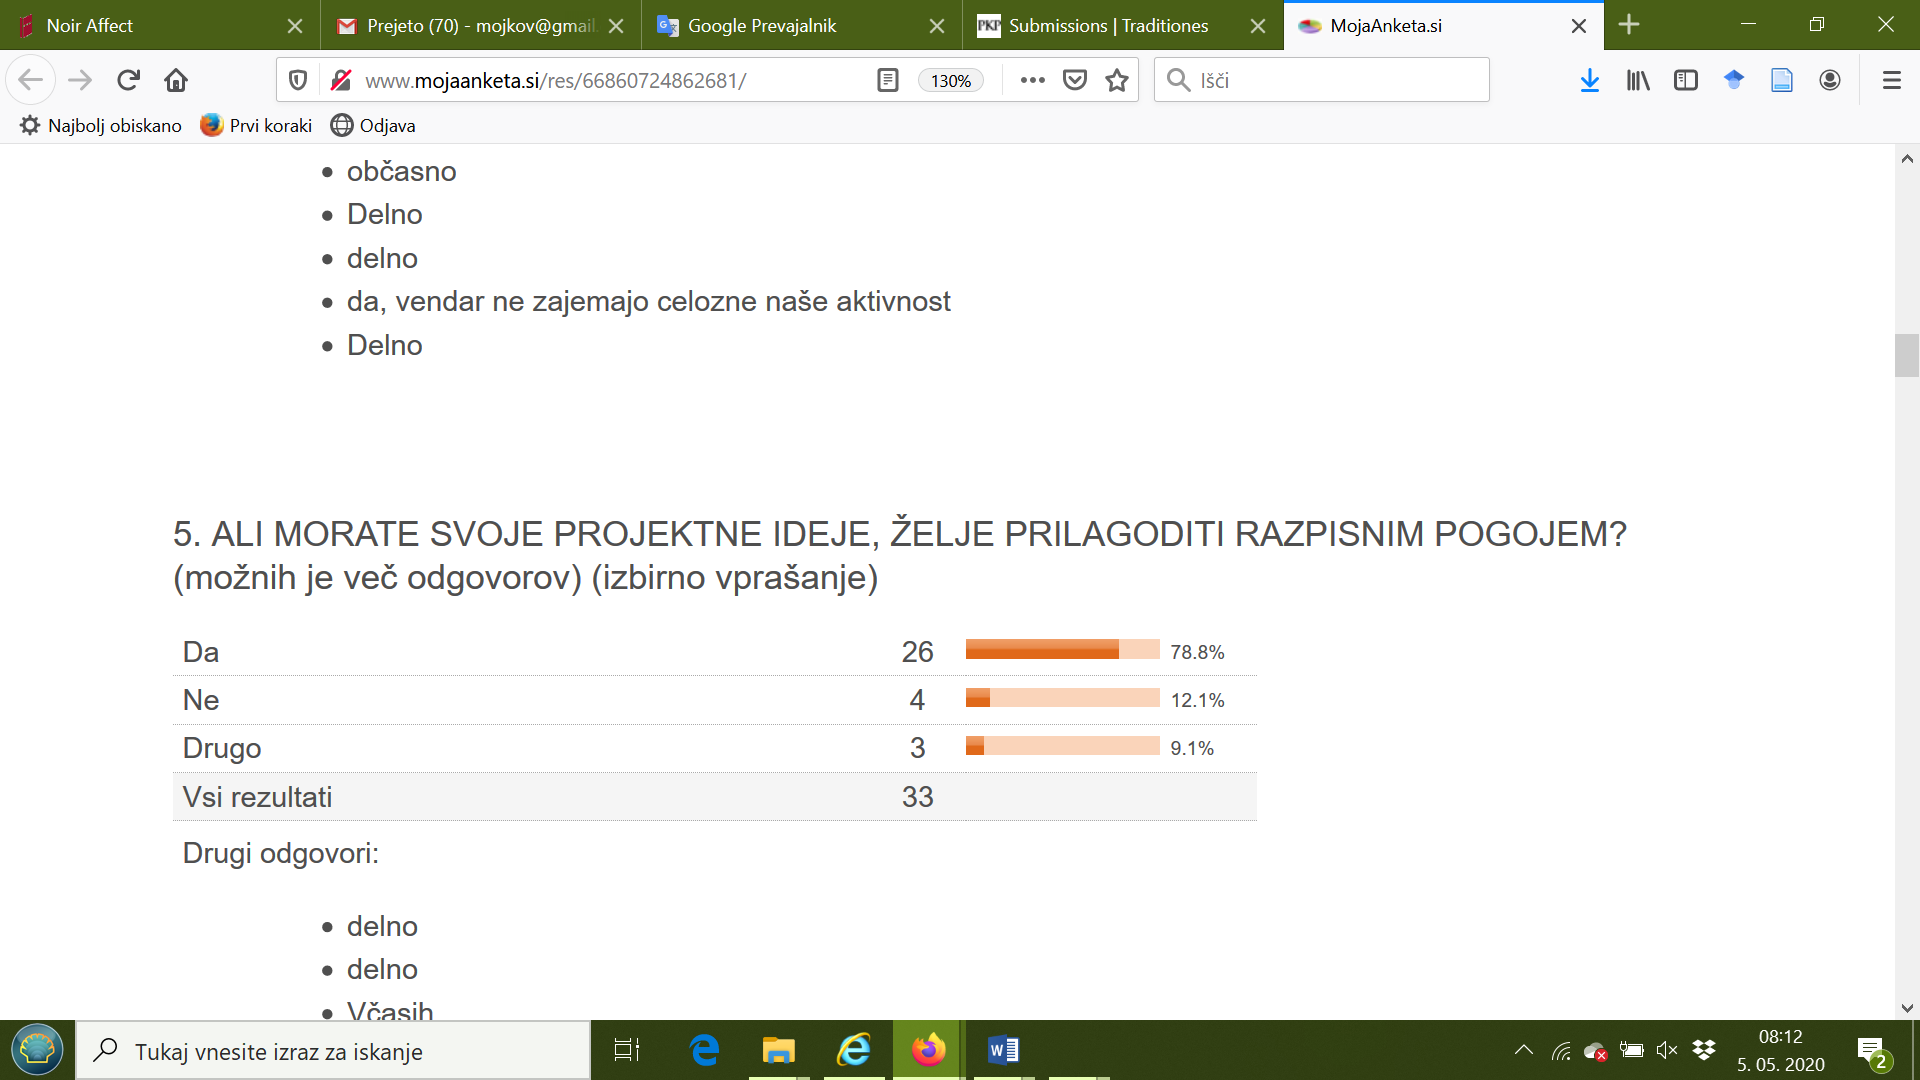 Noir Affect
Prejeto (70) - mojkov@gmail.
Google Prevajalnik
PKP Submissions | Traditiones
MojaAnketa.si
www.mojaanketa.si/res/66860724862681/
130%
Išči
Najbolj obiskano
Prvi koraki
Odjava
• občasno
• Delno
• delno
• da, vendar ne zajemajo celozne naše aktivnost
• Delno
5. ALI MORATE SVOJE PROJEKTNE IDEJE, ŽELJE PRILAGODITI RAZPISNIM POGOJEM?
(možnih je več odgovorov) (izbirno vprašanje)
Da 26 78.8%
Ne 4 12.1%
Drugo 3 9.1%
Vsi rezultati 33
Drugi odgovori:
• delno
• delno
• Včasih
Tukaj vnesite izraz za iskanje
08:12
5. 05. 2020
2